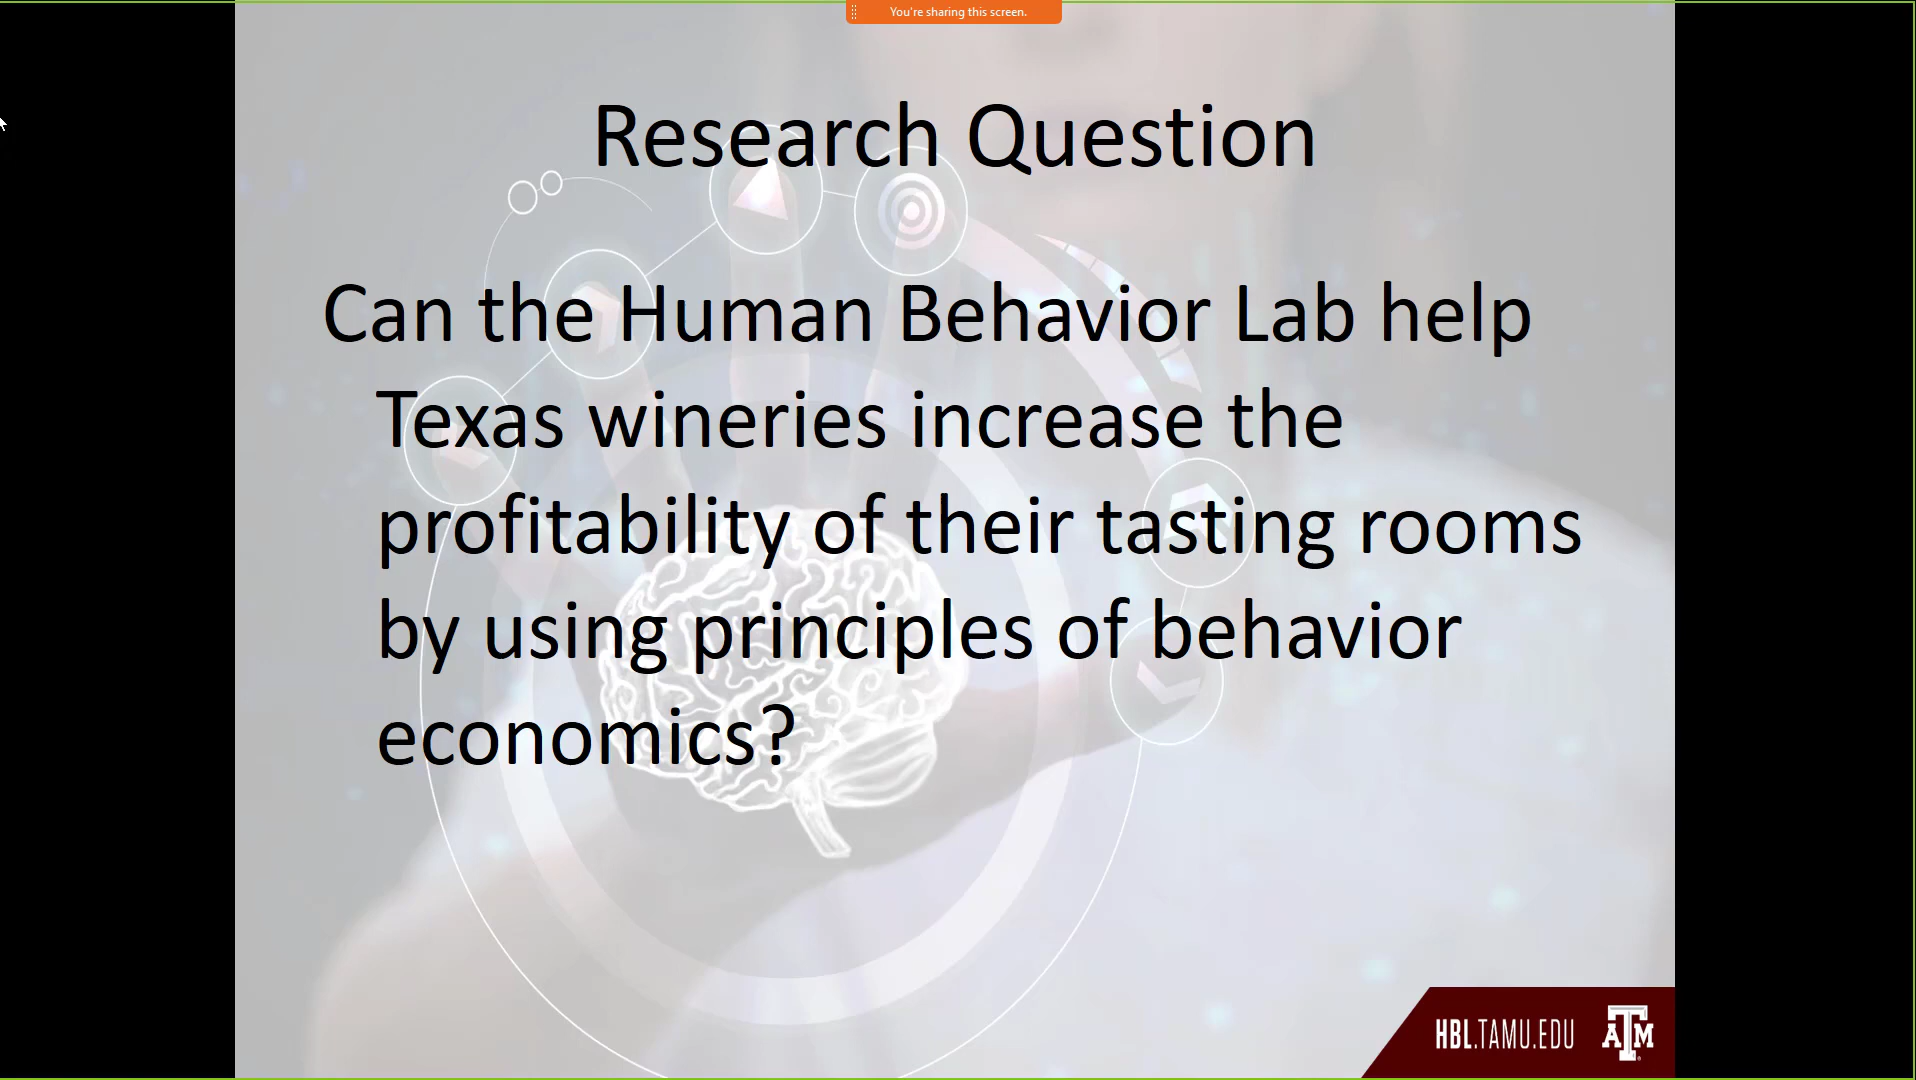 You're sharing this screen.
Research Question
Can the Human Behavior Lab help
Texas wineries increase the
profitability of their tasting rooms
by using principles of behavior
economics?
HBL.TAMU.EDU
ATM